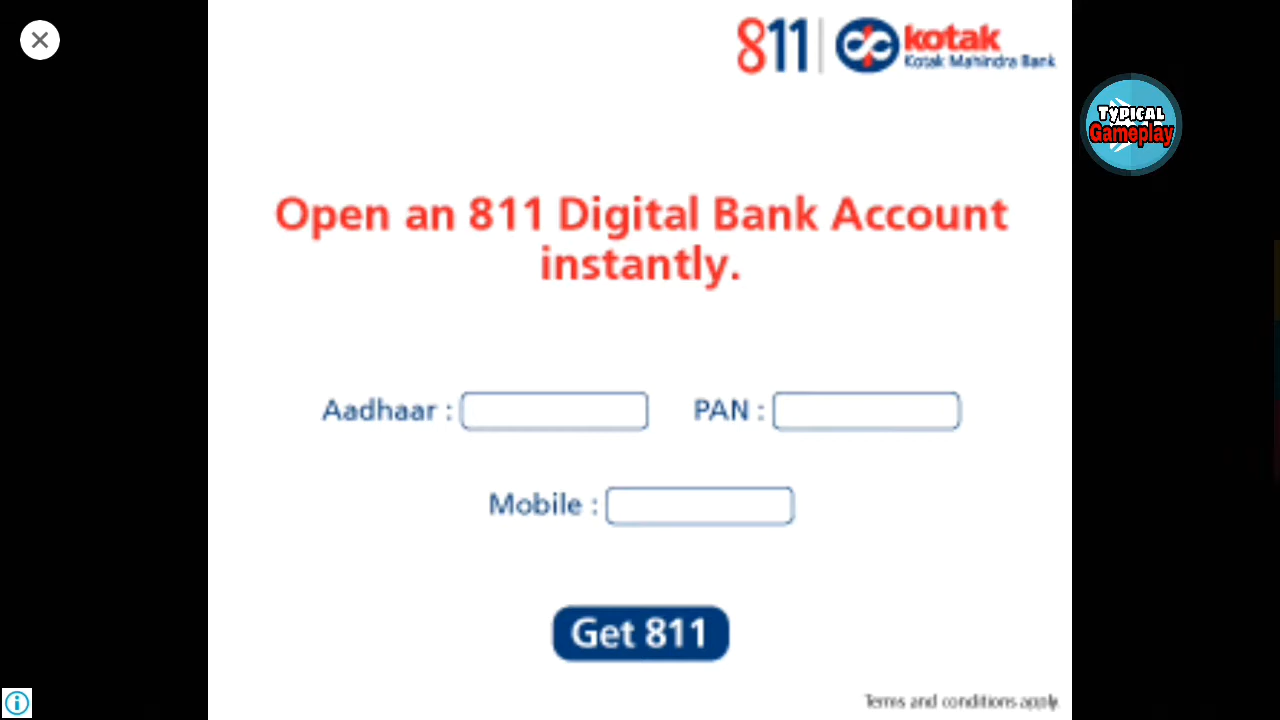 811 | kotak
Kotak Mahindra Bank
TYPICAL
Gameplay
Open an 811 Digital Bank Account
instantly.
Aadhaar :
PAN :
Mobile :
Get 811
Terms and conditions apply.